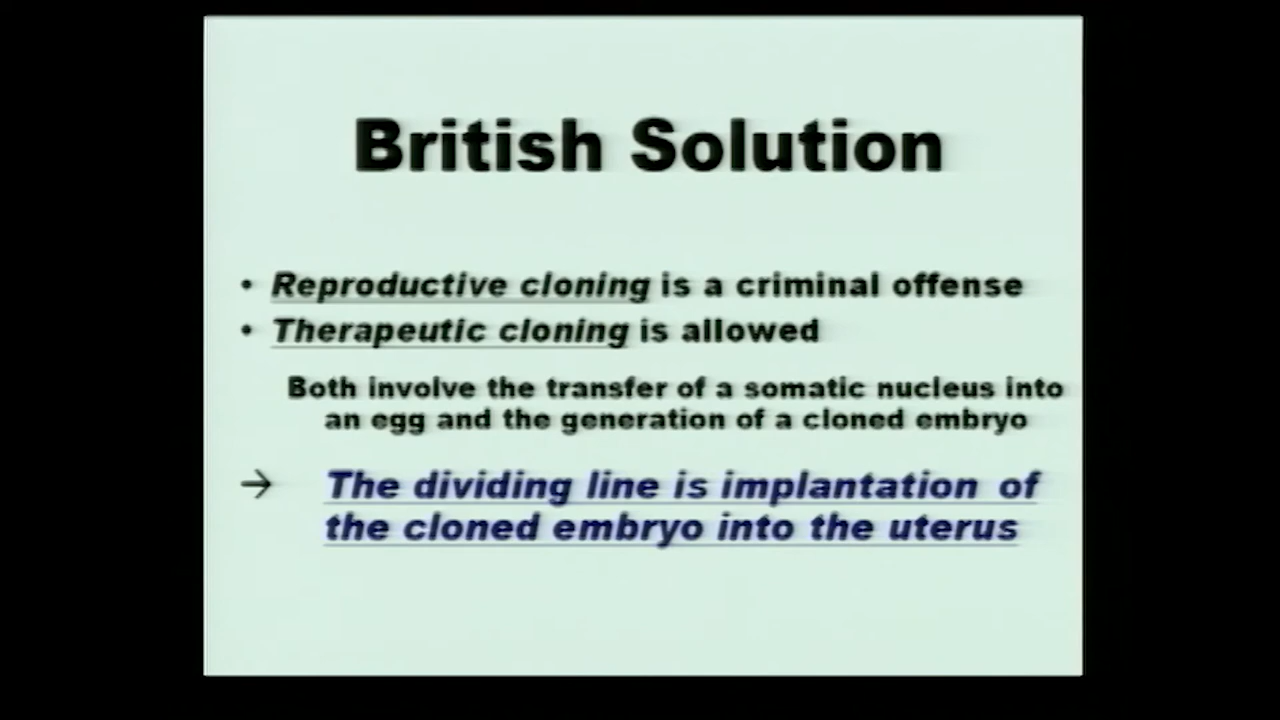 British Solution
• Reproductive cloning is a criminal offense
• Therapeutic cloning is allowed
Both involve the transfer of a somatic nucleus into
an egg and the generation of a cloned embryo
→ The dividing line is implantation of
the cloned embryo into the uterus